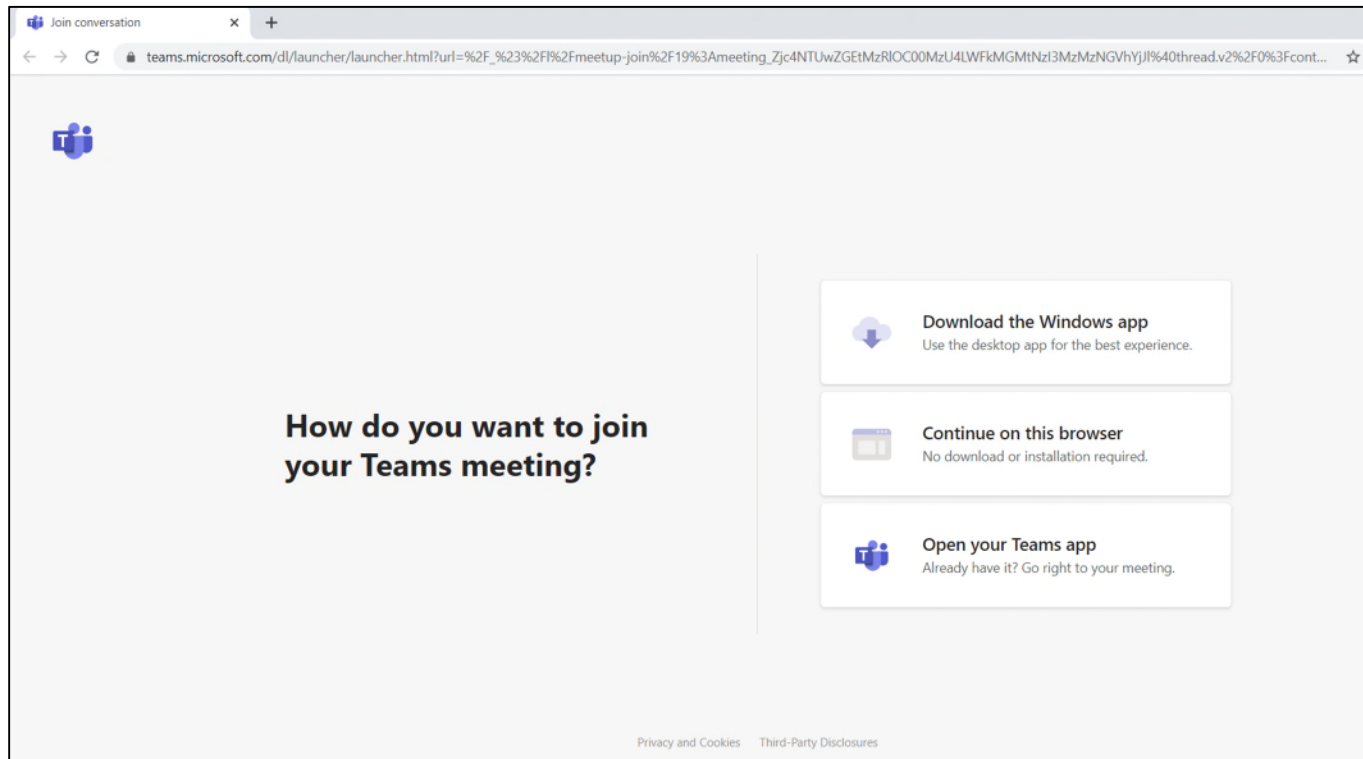 Join conversation
teams.microsoft.com/dl/launcher/launcher.html?url=%2F_%23%2Fl%2Fmeetup-join%2F19%3Ameeting_Zjc4NTUwZGEtMzRlOC00MzU4LWFkMGMtNzI3MzMzNGVhYjJl%40thread.v2%2F0%3Fcont...
T
Download the Windows app
Use the desktop app for the best experience.
How do you want to join
your Teams meeting?
Continue on this browser
No download or installation required.
T
Open your Teams app
Already have it? Go right to your meeting.
Privacy and Cookies Third-Party Disclosures